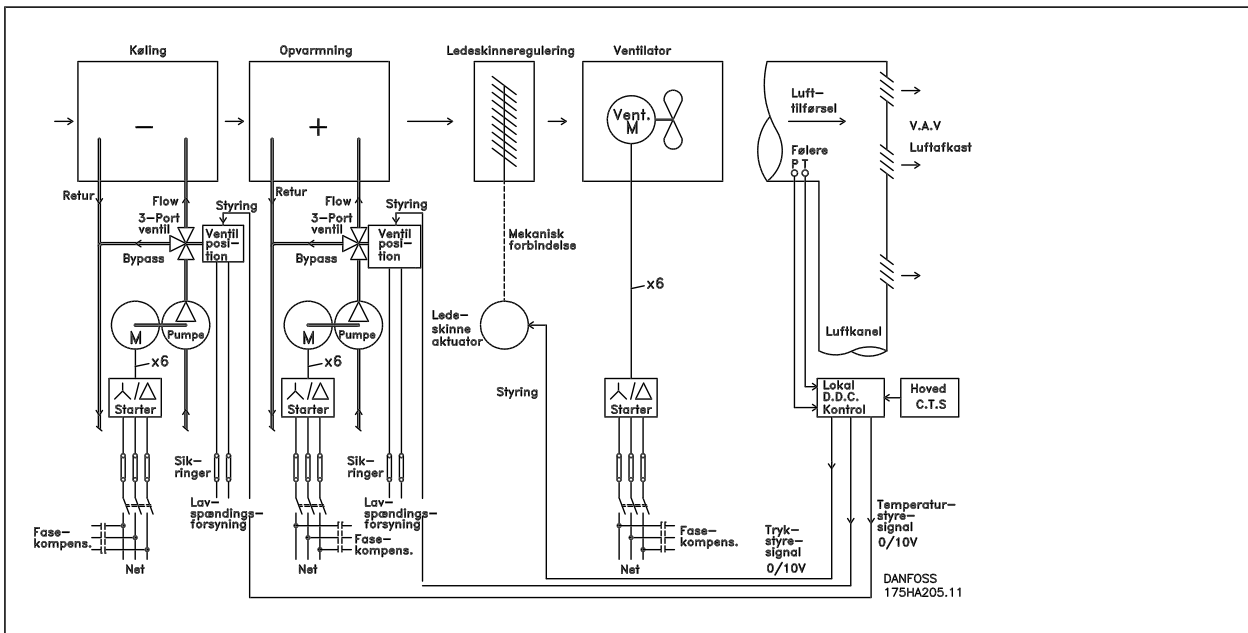 Køling
Opvarmning
Ledeskinneregulering
Ventilator
−
+
Vent.
M
Luft-
tilførsel
V.A.V
Luftafkast
Følere
P T
Retur
Flow
3-Port
ventil
Styring
Ventil
posi-
tion
Bypass
Retur
Flow
3-Port
ventil
Styring
Ventil
posi-
tion
Bypass
Mekanisk
forbindelse
x6
M
Pumpe
x6
M
Pumpe
x6
Lede-
skinne
aktuator
Luftkanel
Starter
Starter
Styring
Starter
Lokal
D.D.C.
Kontrol
Hoved
C.T.S
Sik-
ringer
Sik-
ringer
Lav-
spændings-
forsyning
Lav-
spændings-
forsyning
Fase-
kompens.
Fase-
kompens.
Fase-
kompens.
Net
Net
Net
Tryk-
styre-
signal
0/10V
Temperatur-
styre-
signal
0/10V
DANFOSS
175HA205.11